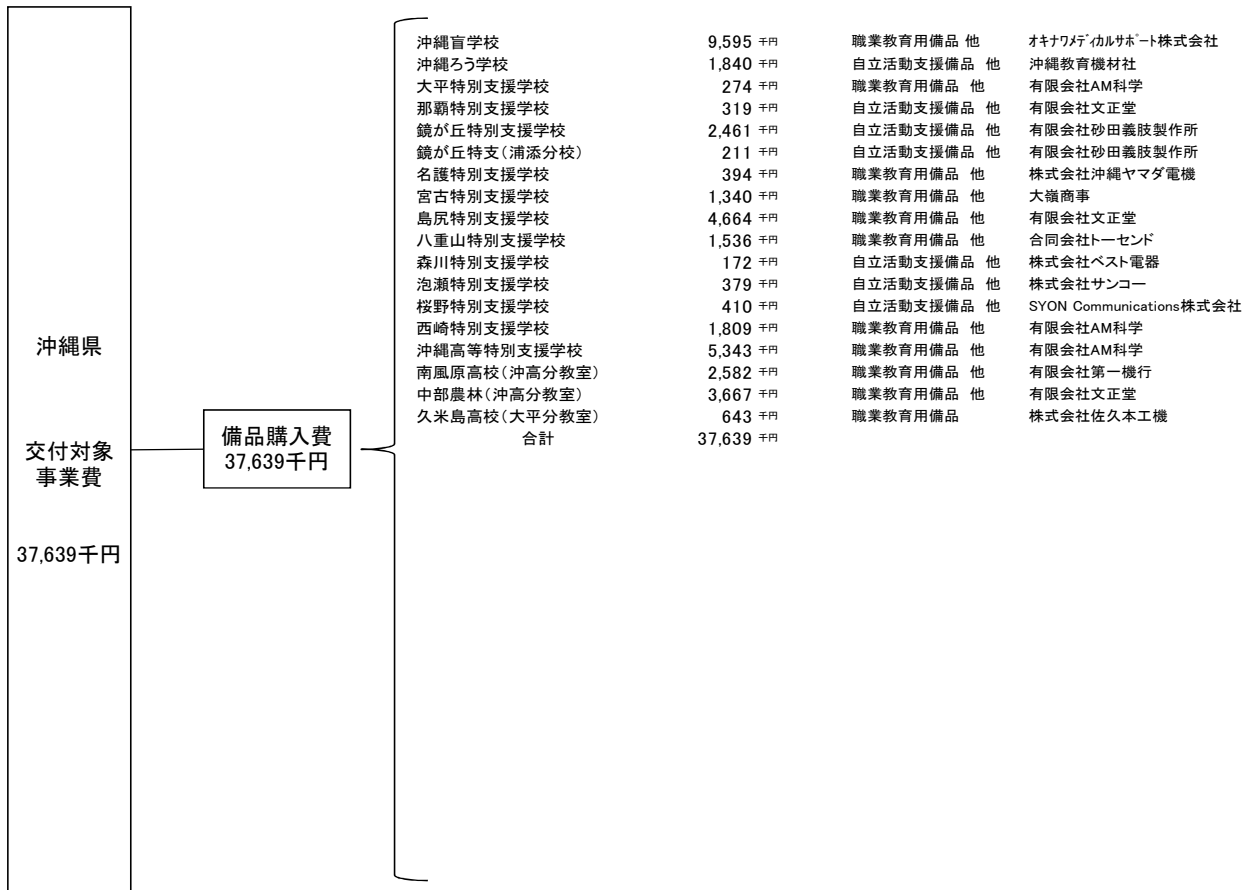 沖縄県
交付対象
事業費
37,639千円
備品購入費
37,639千円
沖縄盲学校 9,595 千円 職業教育用備品 他 オキナワメディカルサポート株式会社
沖縄ろう学校 1,840 千円 自立活動支援備品 他 沖縄教育機材社
大平特別支援学校 274 千円 職業教育用備品 他 有限会社AM科学
那覇特別支援学校 319 千円 自立活動支援備品 他 有限会社文正堂
鏡が丘特別支援学校 2,461 千円 自立活動支援備品 他 有限会社砂田義肢製作所
鏡が丘特支(浦添分校) 211 千円 自立活動支援備品 他 有限会社砂田義肢製作所
名護特別支援学校 394 千円 職業教育用備品 他 株式会社沖縄ヤマダ電機
宮古特別支援学校 1,340 千円 職業教育用備品 他 大嶺商事
島尻特別支援学校 4,664 千円 職業教育用備品 他 有限会社文正堂
八重山特別支援学校 1,536 千円 職業教育用備品 他 合同会社トーセンド
森川特別支援学校 172 千円 自立活動支援備品 他 株式会社ベスト電器
泡瀬特別支援学校 379 千円 自立活動支援備品 他 株式会社サンコー
桜野特別支援学校 410 千円 自立活動支援備品 他 SYON Communications株式会社
西崎特別支援学校 1,809 千円 職業教育用備品 他 有限会社AM科学
沖縄高等特別支援学校 5,343 千円 職業教育用備品 他 有限会社AM科学
南風原高校(沖高分教室) 2,582 千円 職業教育用備品 他 有限会社第一機行
中部農林(沖高分教室) 3,667 千円 職業教育用備品 他 有限会社文正堂
久米島高校(大平分教室) 643 千円 職業教育用備品 株式会社佐久本工機
合計 37,639 千円